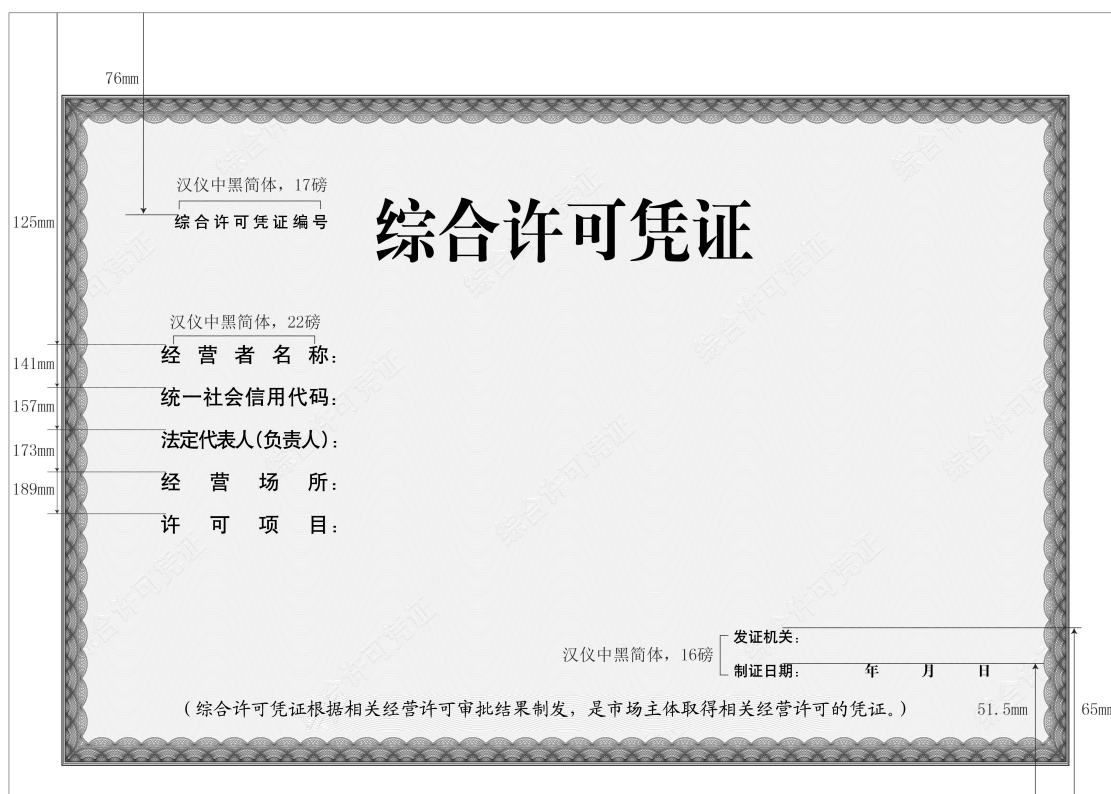 76mm
汉仪中黑简体，17磅
综合许可凭证编号
综合许可凭证
125mm
汉仪中黑简体，22磅
经营者名称：
141mm
统一社会信用代码：
157mm
法定代表人(负责人)：
173mm
经营场所：
189mm
许可项目：
发证机关：
汉仪中黑简体，16磅
制证日期： 年 月 日
（综合许可凭证根据相关经营许可审批结果制发，是市场主体取得相关经营许可的凭证。）
51.5mm
65mm